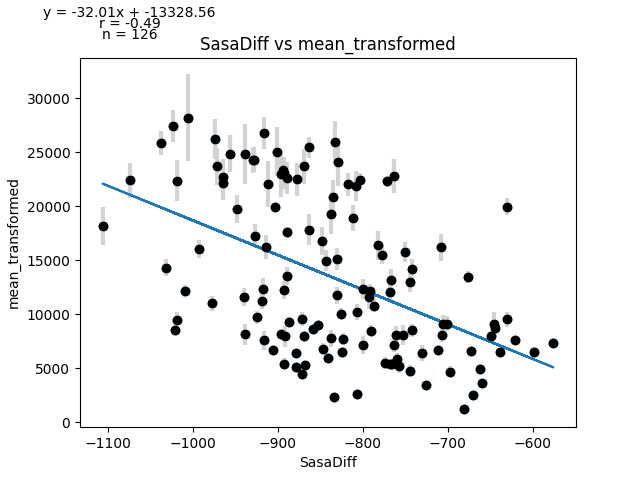 y = -32.01x + -13328.56
r = -0.49
n = 126
SasaDiff vs mean_transformed
30000
25000
20000
15000
10000
5000
0
mean_transformed
−1100 −1000 −900 −800 −700 −600
SasaDiff